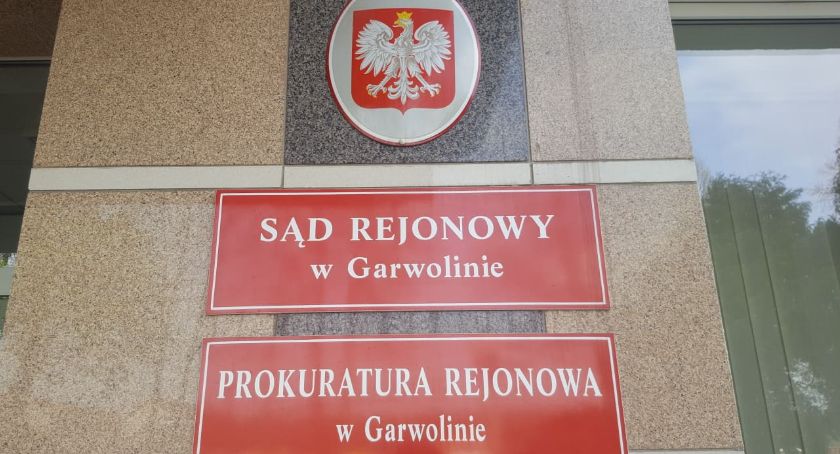 SĄD REJONOWY
w Garwolinie
PROKURATURA REJONOWA
w Garwolinie